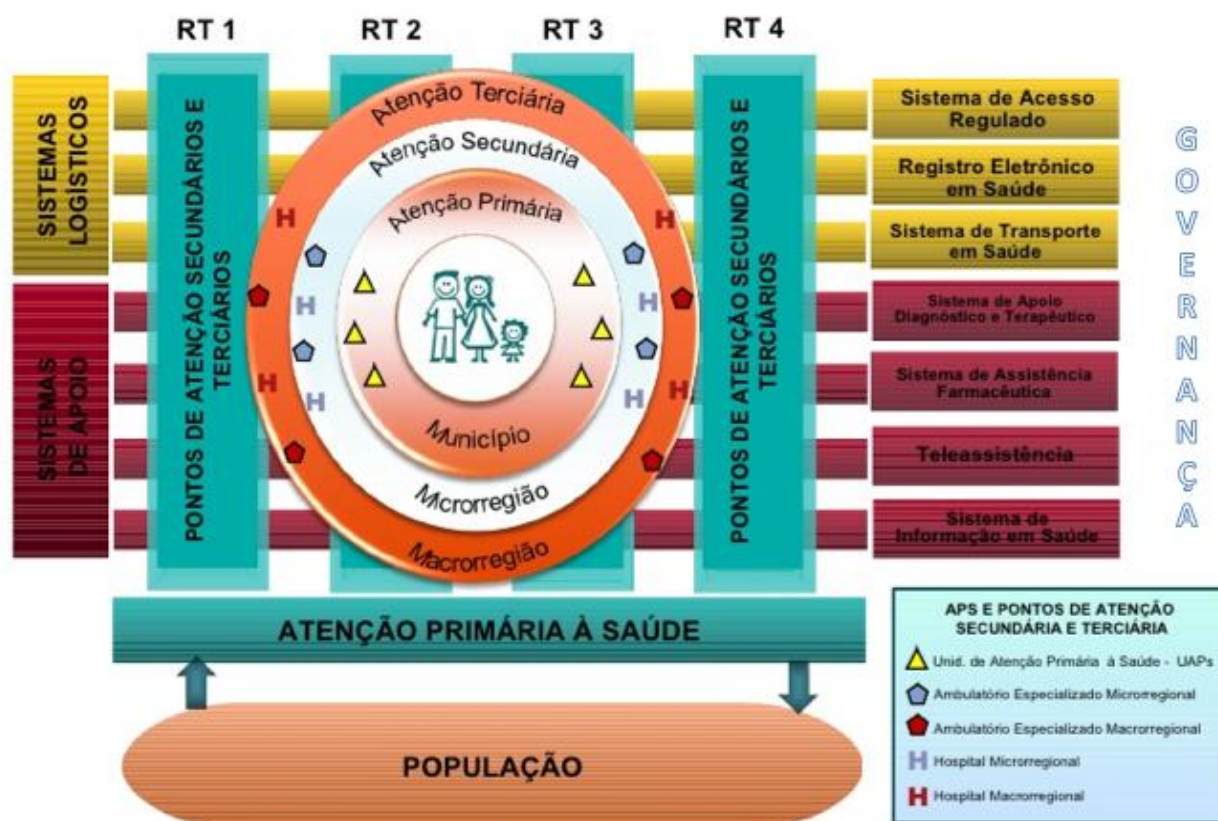 RT 1
RT 2
RT 3
RT 4
SISTEMAS
LOGÍSTICOS
SISTEMAS
DE APOIO
PONTOS DE ATENÇÃO SECUNDÁRIOS E
TERCIÁRIOS
Atenção Terciária
Atenção Secundária
Atenção Primária
H
H
H
H
H
H
H
H
Município
Microrregião
Macrorregião
PONTOS DE ATENÇÃO SECUNDÁRIOS E
TERCIÁRIOS
Sistema de Acesso
Regulado
Registro Eletrônico
em Saúde
Sistema de Transporte
em Saúde
Sistema de Apoio
Diagnóstico e Terapêutico
Sistema de Assistência
Farmacêutica
Teleassistência
Sistema de
Informação em Saúde
GOVERNANÇA
ATENÇÃO PRIMÁRIA À SAÚDE
POPULAÇÃO
APS E PONTOS DE ATENÇÃO
SECUNDÁRIA E TERCIÁRIA
Unid. de Atenção Primária à Saúde - UAPs
Ambulatório Especializado Microrregional
Ambulatório Especializado Macrorregional
H Hospital Microrregional
H Hospital Macrorregional